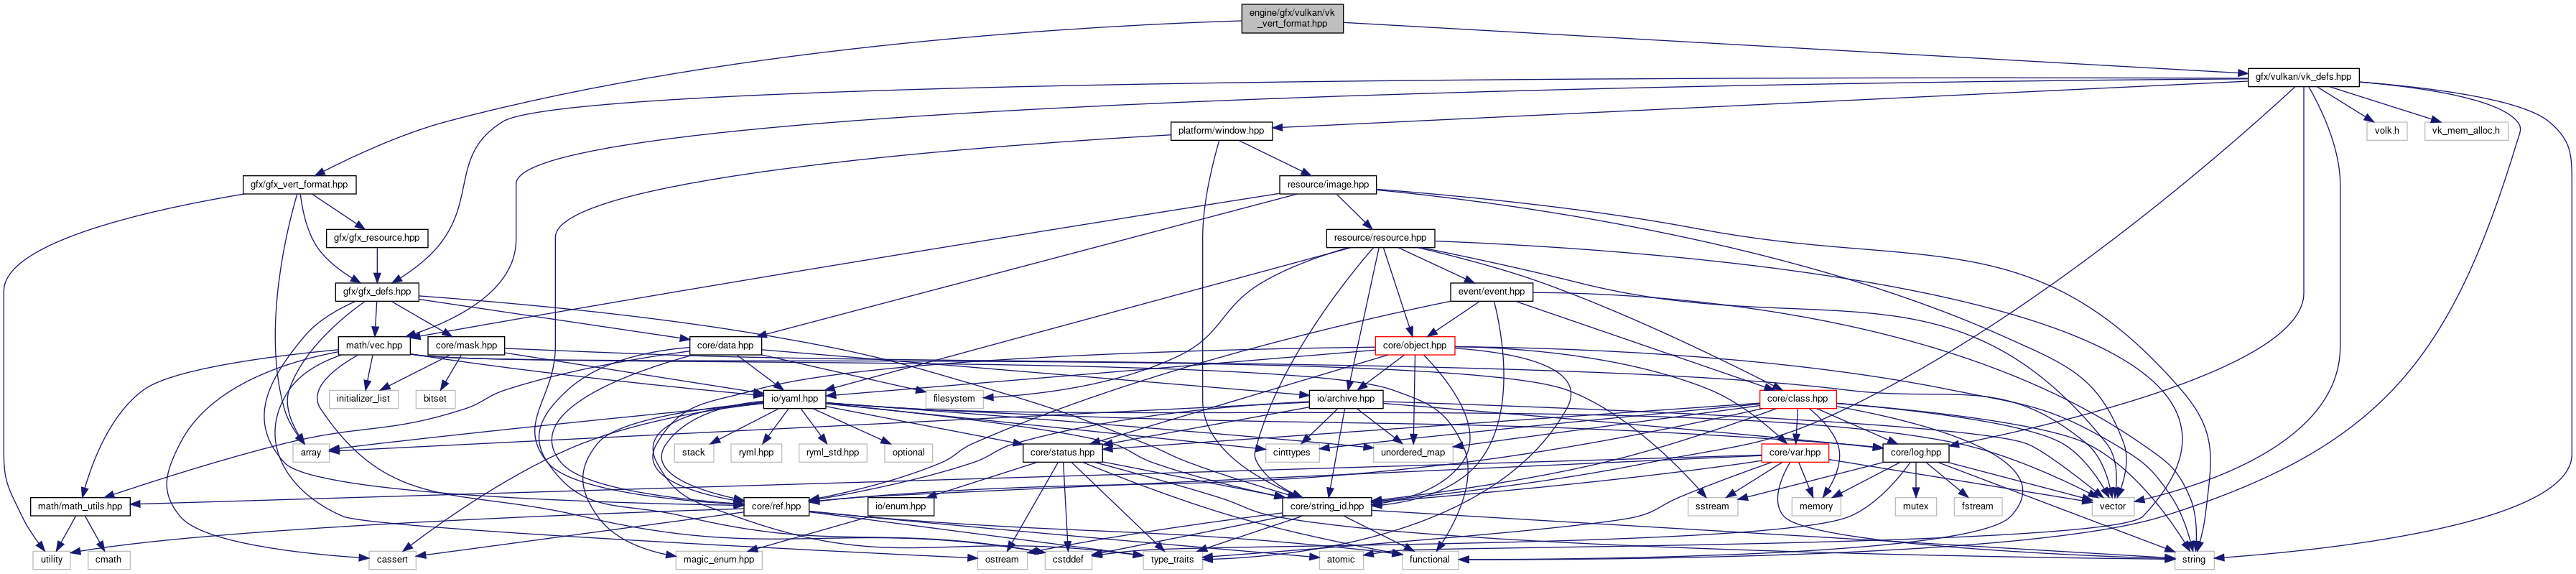 engine/gfx/vulkan/vk
_vert_format.hpp
gfx/vulkan/vk_defs.hpp
platform/window.hpp
volk.h
vk_mem_alloc.h
gfx/gfx_vert_format.hpp
resource/image.hpp
gfx/gfx_resource.hpp
resource/resource.hpp
gfx/gfx_defs.hpp
event/event.hpp
math/vec.hpp
core/mask.hpp
core/data.hpp
core/object.hpp
initializer_list
bitset
io/yaml.hpp
filesystem
io/archive.hpp
core/class.hpp
array
stack
ryml.hpp
ryml_std.hpp
optional
core/status.hpp
cinttypes
unordered_map
core/var.hpp
core/log.hpp
math/math_utils.hpp
core/ref.hpp
io/enum.hpp
core/string_id.hpp
sstream
memory
mutex
fstream
vector
utility
cmath
cassert
magic_enum.hpp
ostream
cstddef
type_traits
atomic
functional
string